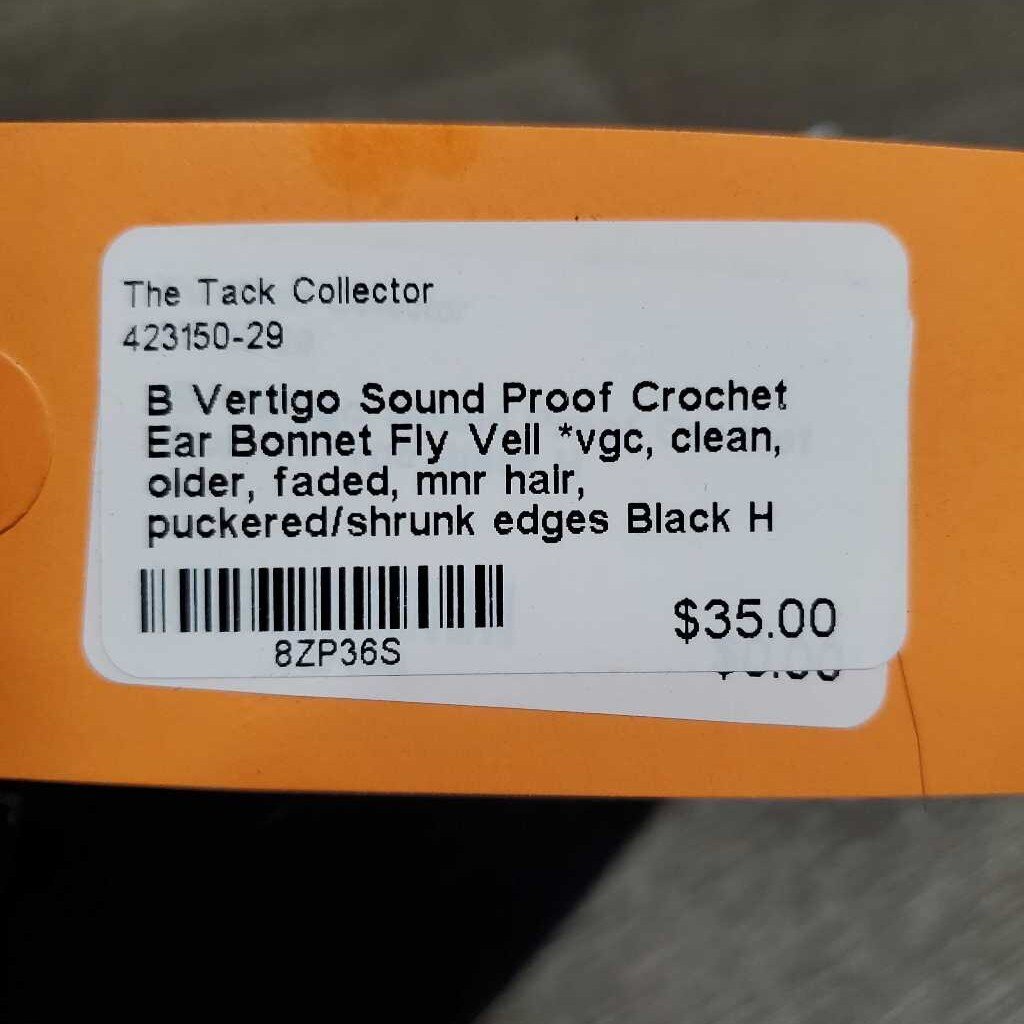 The Tack Collector
423150-29
B Vertigo Sound Proof Crochet
Ear Bonnet Fly Veil *vgc, clean,
older, faded, mnr hair,
puckered/shrunk edges Black H
8ZP36S
$35.00